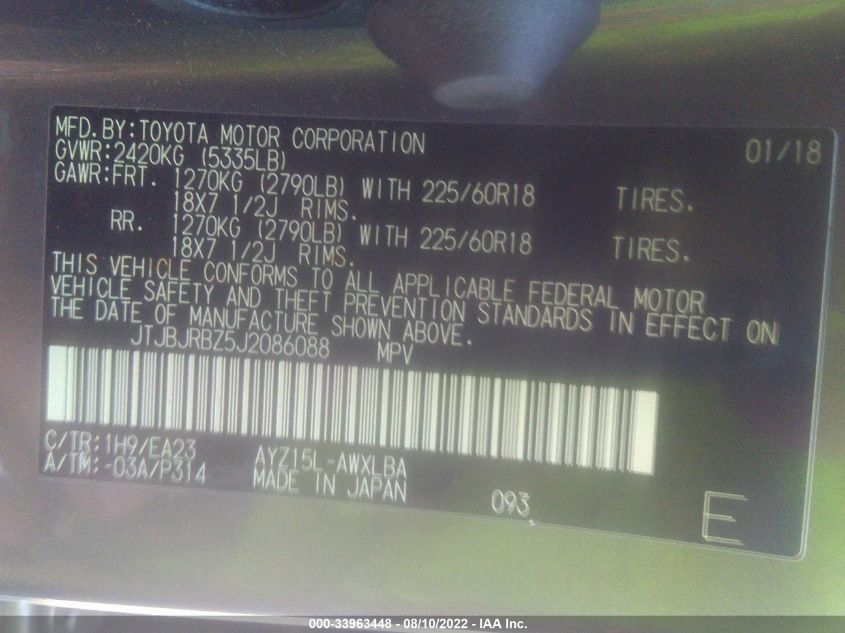 MFD.BY:TOYOTA MOTOR CORPORATION 01/18
GVWR:2420KG (5335LB)
GAWR:FRT. 1270KG (2790LB) WITH 225/60R18 TIRES.
18X7 1/2J RIMS.
RR. 1270KG (2790LB) WITH 225/60R18 TIRES.
18X7 1/2J RIMS.
THIS VEHICLE CONFORMS TO ALL APPLICABLE FEDERAL MOTOR
VEHICLE SAFETY AND THEFT PREVENTION STANDARDS IN EFFECT ON
THE DATE OF MANUFACTURE SHOWN ABOVE.
JTJBJRBZ5J2086088 MPV
C/TR:1H9/EA23 AYZ15L-AWXLBA
A/TM:-03A/P314 MADE IN JAPAN 093 E
000-33963448 - 08/10/2022 - IAA Inc.